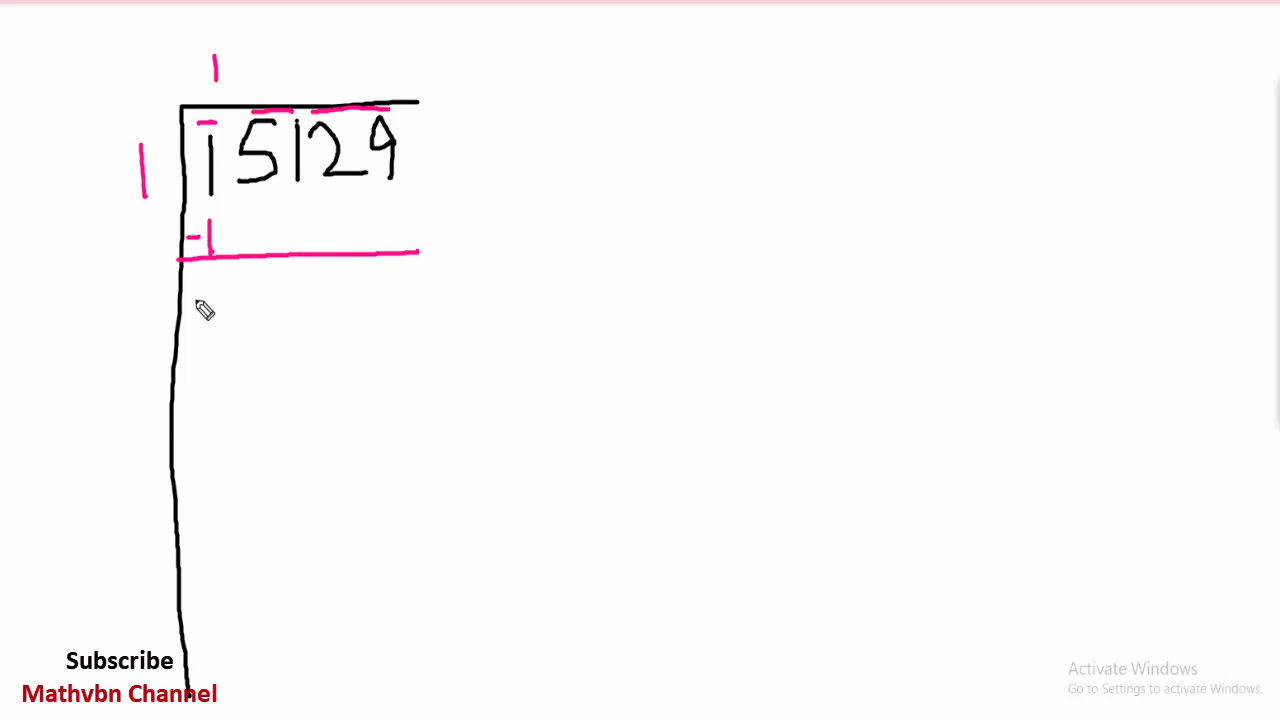 1
1 15129
-1
Subscribe
Mathvbn Channel
Activate Windows
Go to Settings to activate Windows.